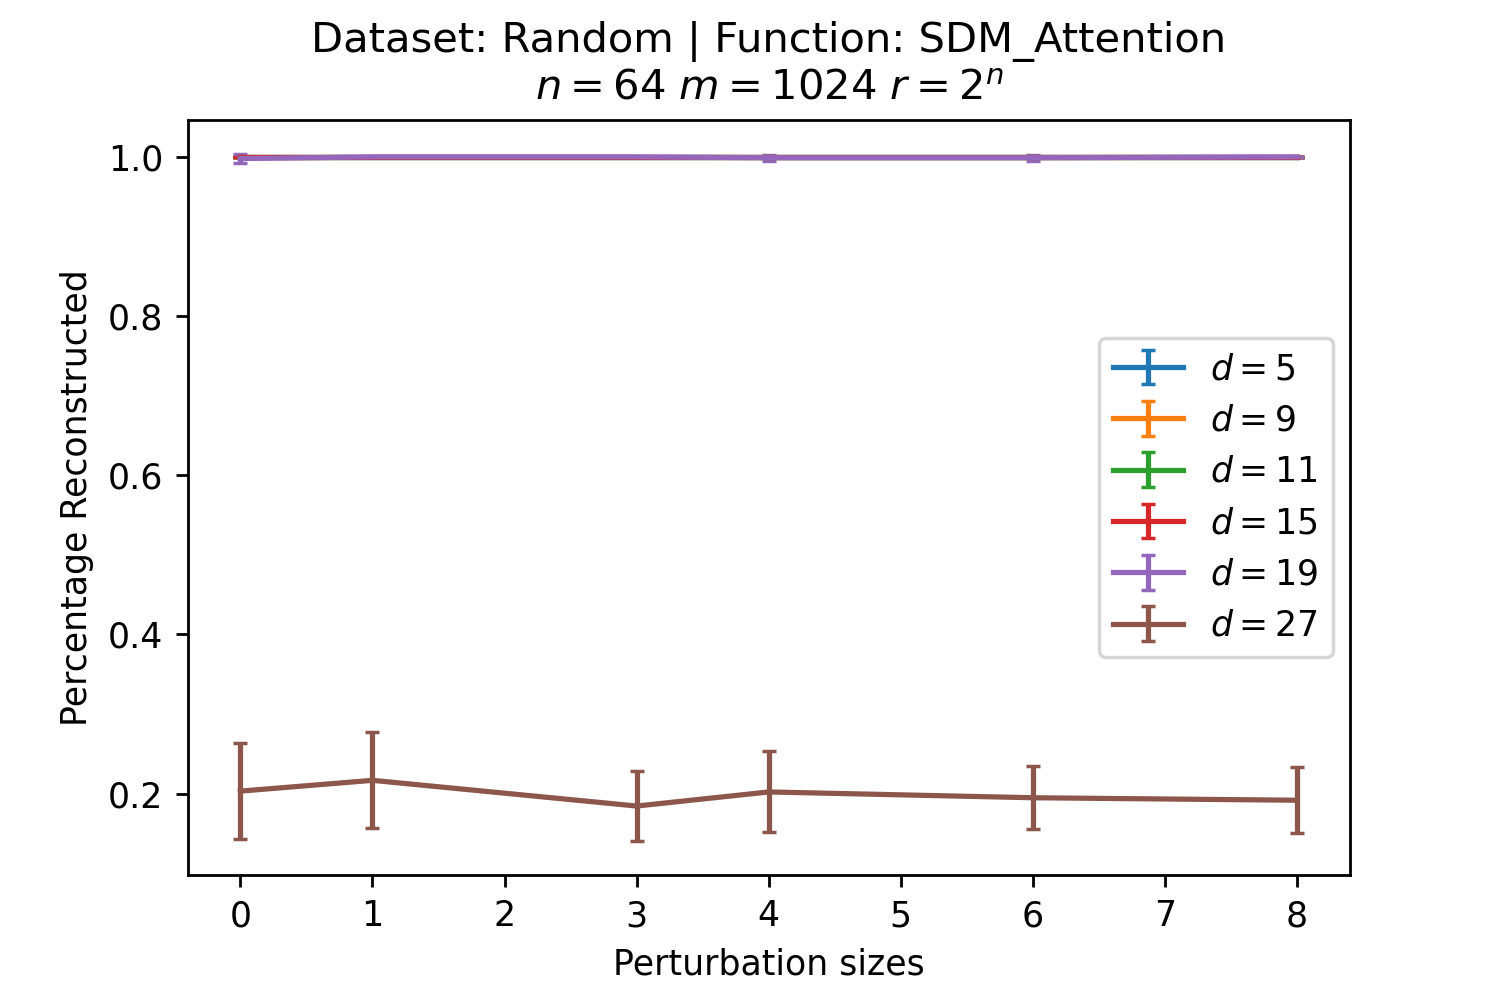 Dataset: Random | Function: SDM_Attention
n = 64 m = 1024 r = 2ⁿ
Percentage Reconstructed
1.0
0.8
0.6
0.4
0.2
d = 5
d = 9
d = 11
d = 15
d = 19
d = 27
0 1 2 3 4 5 6 7 8
Perturbation sizes